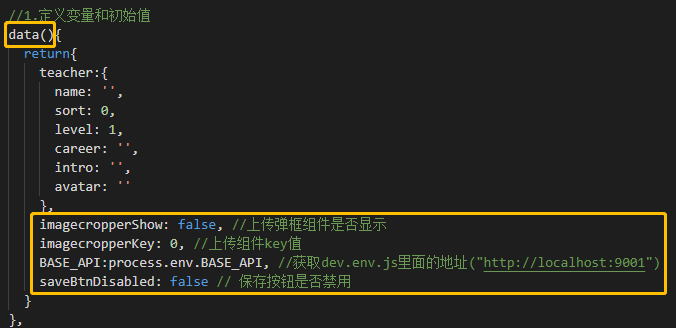 //1.定义变量和初始值
data(){
return{
teacher:{
name: '',
sort: 0,
level: 1,
career: '',
intro: '',
avatar: ''
},
imagecropperShow: false, //上传弹框组件是否显示
imagecropperKey: 0, //上传组件key值
BASE_API:process.env.BASE_API, //获取dev.env.js里面的地址("http://localhost:9001")
saveBtnDisabled: false // 保存按钮是否禁用
}
},